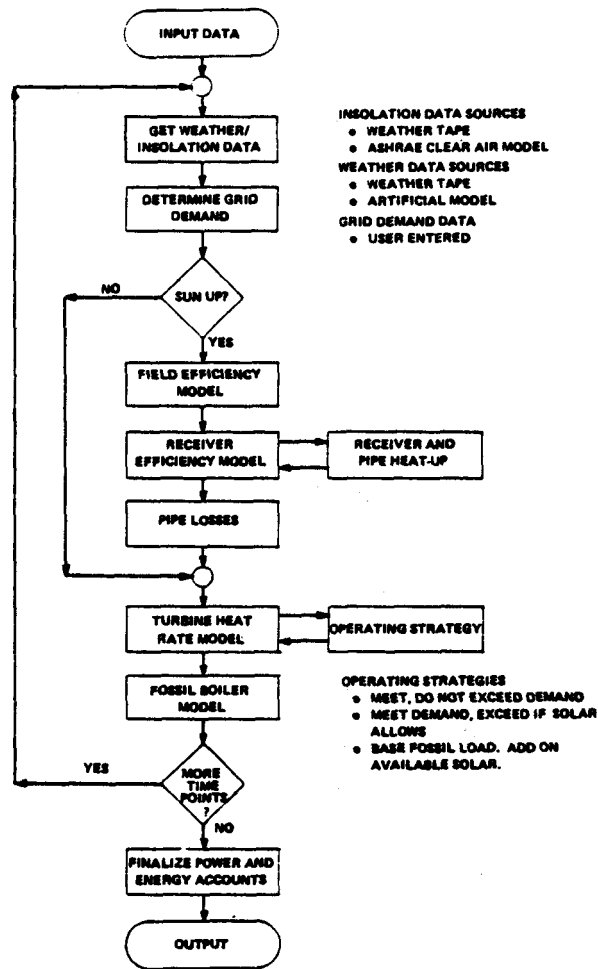 INPUT DATA
GET WEATHER/
INSOLATION DATA
DETERMINE GRID
DEMAND
INSOLATION DATA SOURCES
• WEATHER TAPE
• ASHRAE CLEAR AIR MODEL
WEATHER DATA SOURCES
• WEATHER TAPE
• ARTIFICIAL MODEL
GRID DEMAND DATA
• USER ENTERED
NO
SUN UP?
YES
FIELD EFFICIENCY
MODEL
RECEIVER
EFFICIENCY MODEL
RECEIVER AND
PIPE HEAT-UP
PIPE LOSSES
TURBINE HEAT
RATE MODEL
OPERATING STRATEGY
FOSSIL BOILER
MODEL
OPERATING STRATEGIES
• MEET, DO NOT EXCEED DEMAND
• MEET DEMAND, EXCEED IF SOLAR
ALLOWS
• BASE FOSSIL LOAD. ADD ON
AVAILABLE SOLAR.
YES
MORE
TIME
POINTS
?
NO
FINALIZE POWER AND
ENERGY ACCOUNTS
OUTPUT